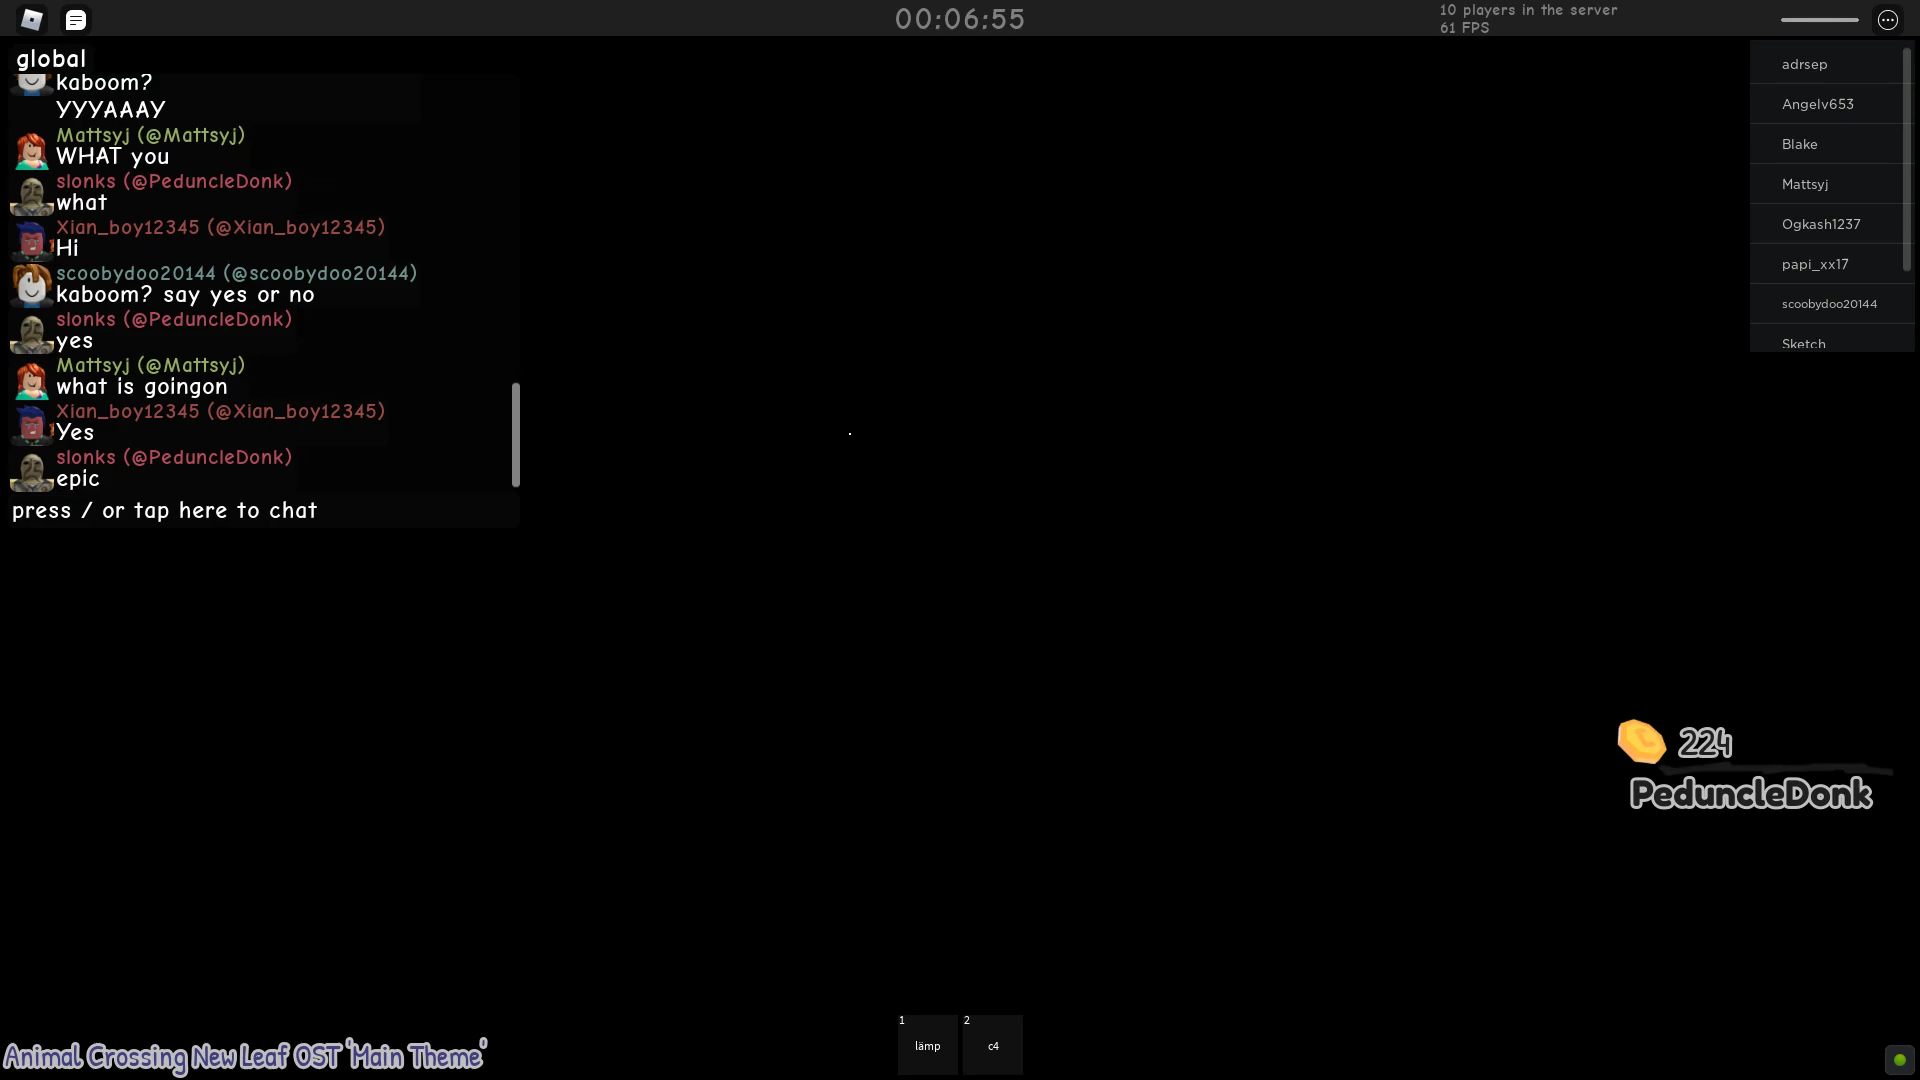 00:06:55
10 players in the server
61 FPS
global
kaboom?
YYYAAAY
Mattsyj (@Mattsyj)
WHAT you
slonks (@PeduncleDonk)
what
Xian_boy12345 (@Xian_boy12345)
Hi
scoobydoo20144 (@scoobydoo20144)
kaboom? say yes or no
slonks (@PeduncleDonk)
yes
Mattsyj (@Mattsyj)
what is goingon
Xian_boy12345 (@Xian_boy12345)
Yes
slonks (@PeduncleDonk)
epic
press / or tap here to chat
adrsep
Angelv653
Blake
Mattsyj
Ogkash1237
papi_xx17
scoobydoo20144
Sketch
224
PeduncleDonk
1
lämp
2
c4
Animal Crossing New Leaf OST 'Main Theme'